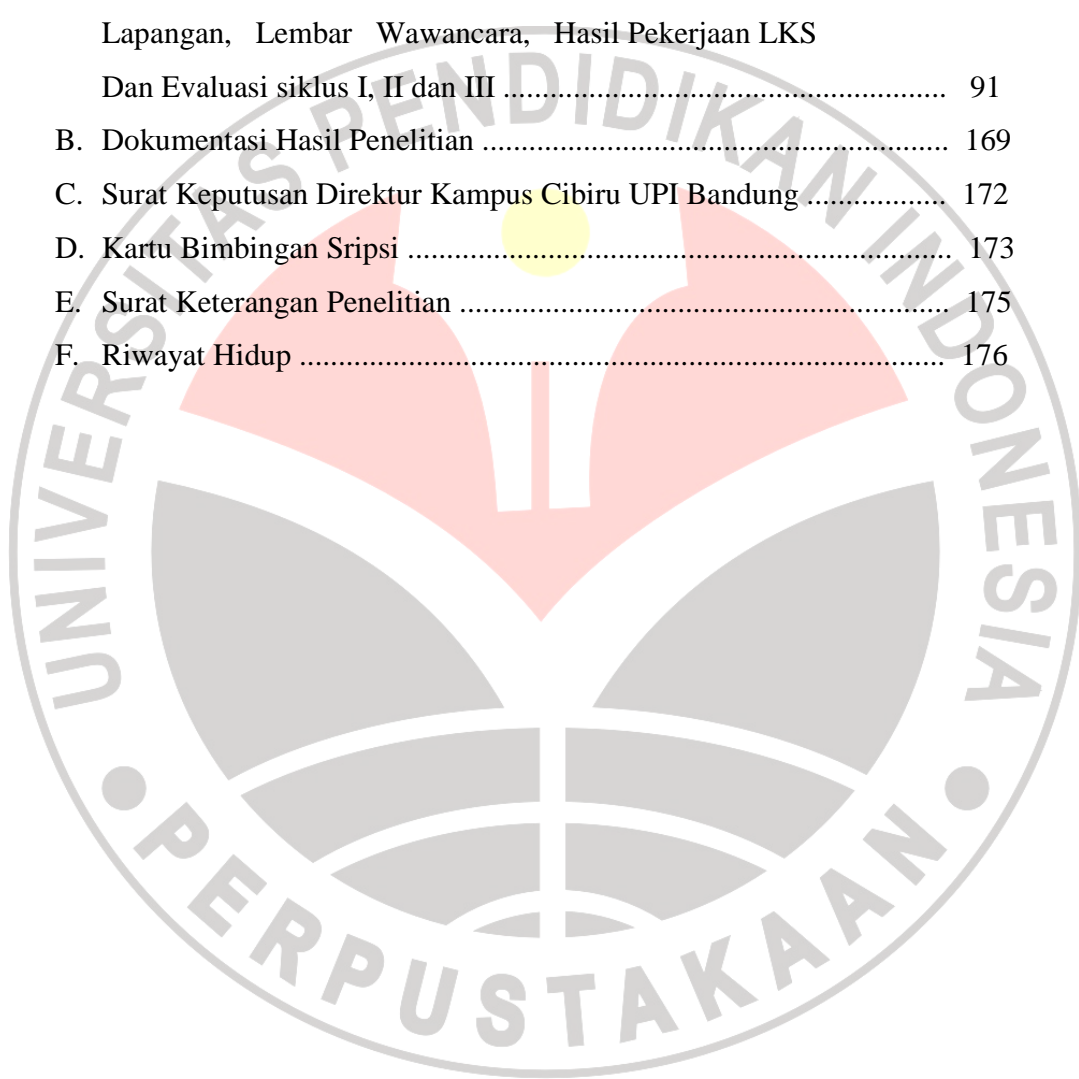 Lapangan, Lembar Wawancara, Hasil Pekerjaan LKS
Dan Evaluasi siklus I, II dan III ..................................................... 91
B. Dokumentasi Hasil Penelitian ........................................................ 169
C. Surat Keputusan Direktur Kampus Cibiru UPI Bandung ................. 172
D. Kartu Bimbingan Sripsi .................................................................. 173
E. Surat Keterangan Penelitian ........................................................... 175
F. Riwayat Hidup ............................................................................... 176
UNIVERSITAS PENDIDIKAN INDONESIA
PERPUSTAKAAN